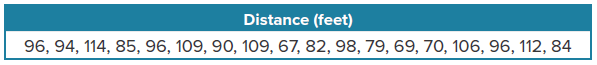 Distance (feet)
96, 94, 114, 85, 96, 109, 90, 109, 67, 82, 98, 79, 69, 70, 106, 96, 112, 84